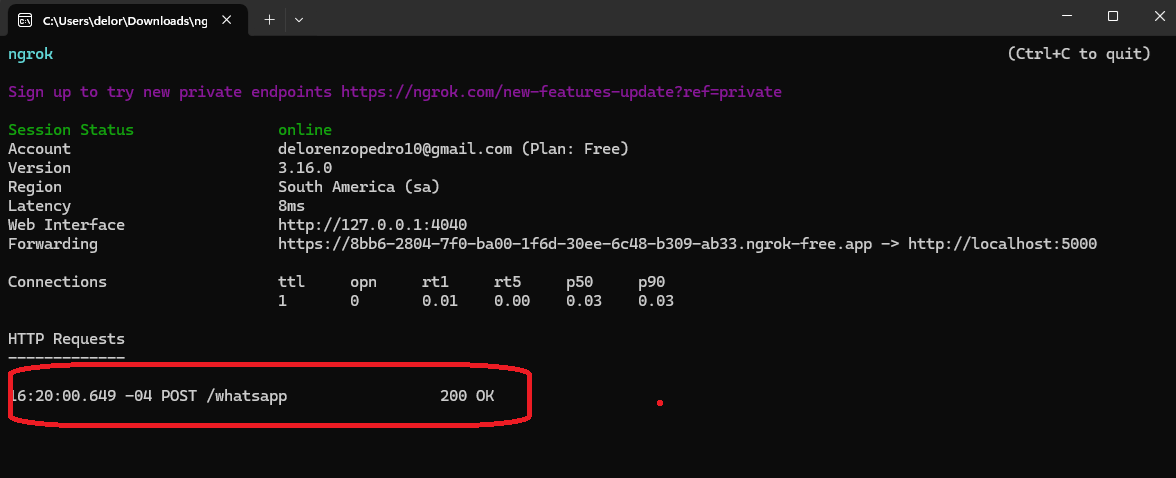 C:\Users\delor\Downloads\ng
ngrok (Ctrl+C to quit)
Sign up to try new private endpoints https://ngrok.com/new-features-update?ref=private
Session Status online
Account delorenzopedro10@gmail.com (Plan: Free)
Version 3.16.0
Region South America (sa)
Latency 8ms
Web Interface http://127.0.0.1:4040
Forwarding https://8bb6-2804-7f0-ba00-1f6d-30ee-6c48-b309-ab33.ngrok-free.app -> http://localhost:5000
Connections ttl opn rt1 rt5 p50 p90
1 0 0.01 0.00 0.03 0.03
HTTP Requests
-------------
16:20:00.649 -04 POST /whatsapp 200 OK